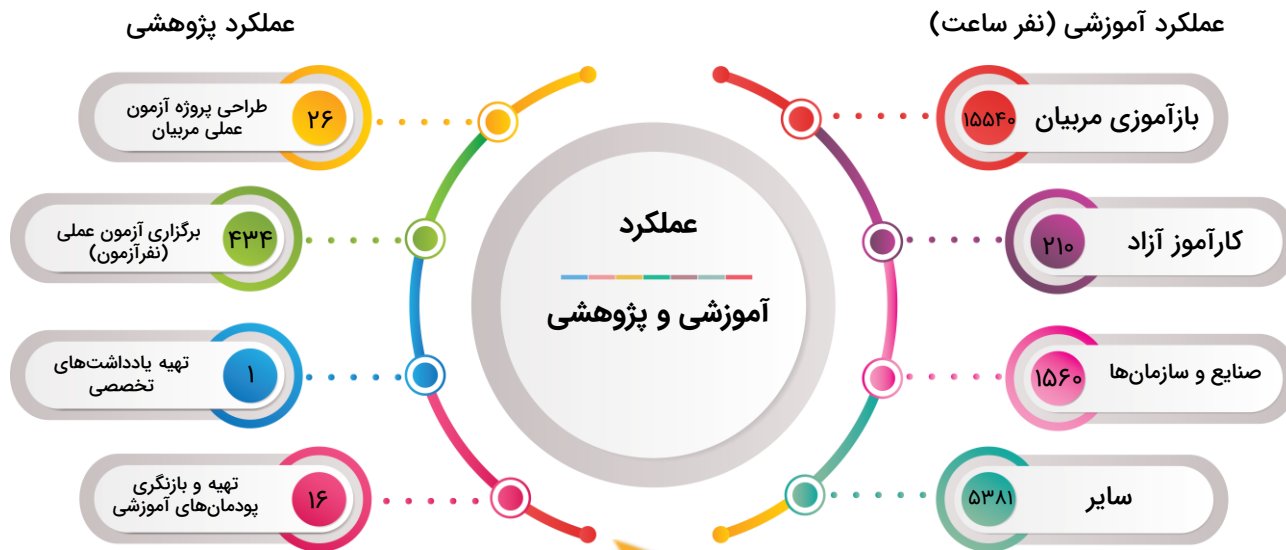 عملکرد آموزشی (نفر ساعت)
بازآموزی مربیان
۱۵۵۴۰
کارآموز آزاد
۲۱۰
صنایع و سازمان‌ها
۱۵۶۰
سایر
۵۳۸۱
عملکرد
آموزشی و پژوهشی
عملکرد پژوهشی
۲۶
طراحی پروژه آزمون
عملی مربیان
۴۳۴
برگزاری آزمون عملی
(نفرآزمون)
۱
تهیه یادداشت‌های
تخصصی
۱۶
تهیه و بازنگری
پودمان‌های آموزشی